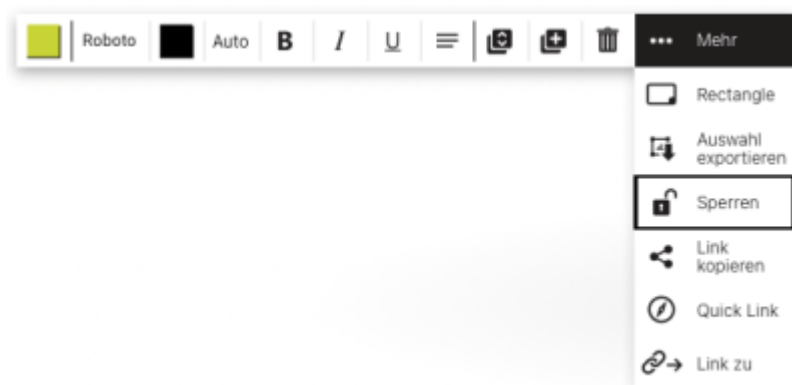 Roboto Auto B I U Mehr
Rectangle
Auswahl
exportieren
Sperren
Link
kopieren
Quick Link
Link zu